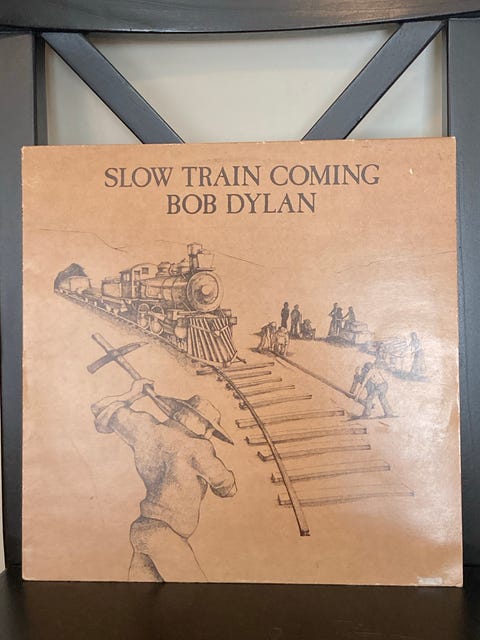 SLOW TRAIN COMING
BOB DYLAN